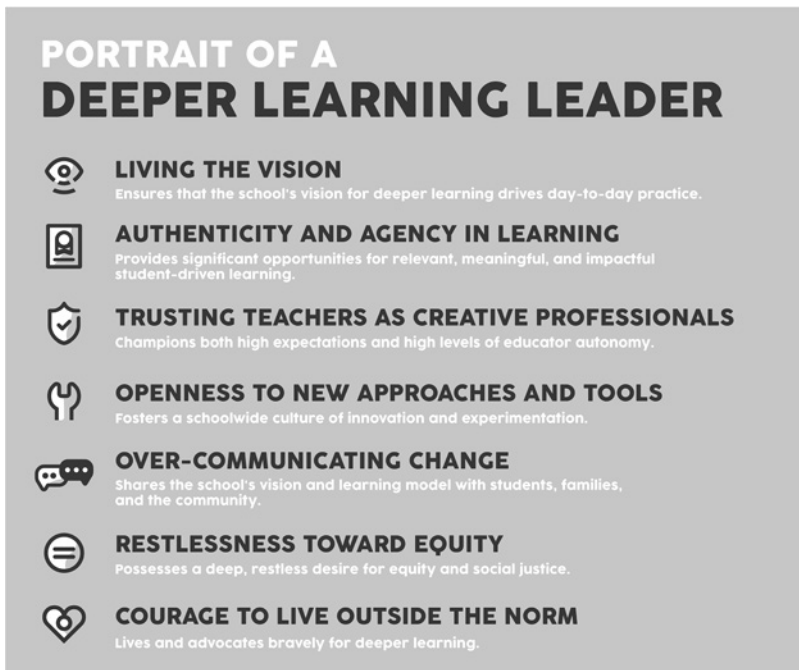 PORTRAIT OF A
DEEPER LEARNING LEADER
LIVING THE VISION
Ensures that the school's vision for deeper learning drives day-to-day practice.
AUTHENTICITY AND AGENCY IN LEARNING
Provides significant opportunities for relevant, meaningful, and impactful
student-driven learning.
TRUSTING TEACHERS AS CREATIVE PROFESSIONALS
Champions both high expectations and high levels of educator autonomy.
OPENNESS TO NEW APPROACHES AND TOOLS
Fosters a schoolwide culture of innovation and experimentation.
OVER-COMMUNICATING CHANGE
Shares the school's vision and learning model with students, families,
and the community.
RESTLESSNESS TOWARD EQUITY
Possesses a deep, restless desire for equity and social justice.
COURAGE TO LIVE OUTSIDE THE NORM
Lives and advocates bravely for deeper learning.